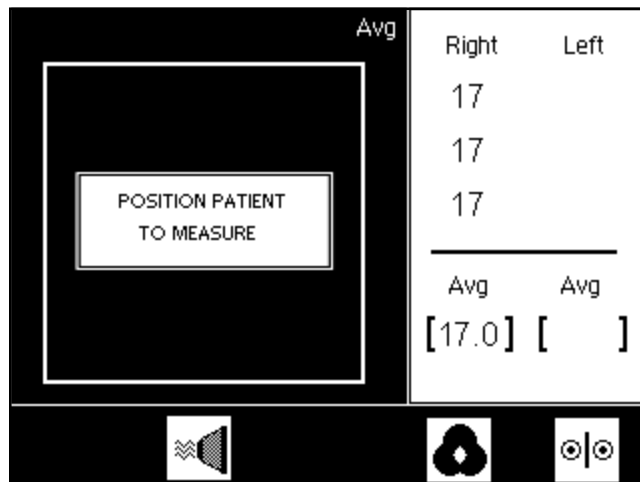 Avg
POSITION PATIENT
TO MEASURE
Right Left
17
17
17
Avg Avg
[17.0] [ ]